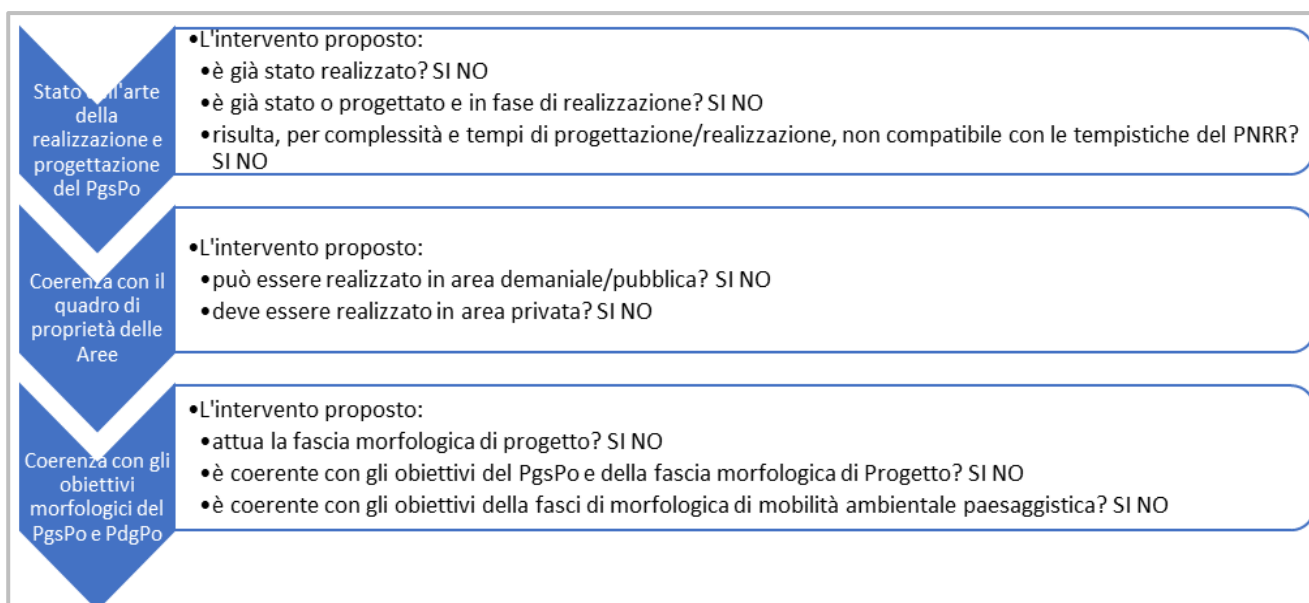 Stato dell'arte
della
realizzazione e
progettazione
del PgsPo
•L'intervento proposto:
•è già stato realizzato? SI NO
•è già stato o progettato e in fase di realizzazione? SI NO
•risulta, per complessità e tempi di progettazione/realizzazione, non compatibile con le tempistiche del PNRR?
SI NO
Coerenza con il
quadro di
proprietà delle
Aree
•L'intervento proposto:
•può essere realizzato in area demaniale/pubblica? SI NO
•deve essere realizzato in area privata? SI NO
Coerenza con gli
obiettivi
morfologici del
PgsPo e PdgPo
•L'intervento proposto:
•attua la fascia morfologica di progetto? SI NO
•è coerente con gli obiettivi del PgsPo e della fascia morfologica di Progetto? SI NO
•è coerente con gli obiettivi della fasci di morfologica di mobilità ambientale paesaggistica? SI NO